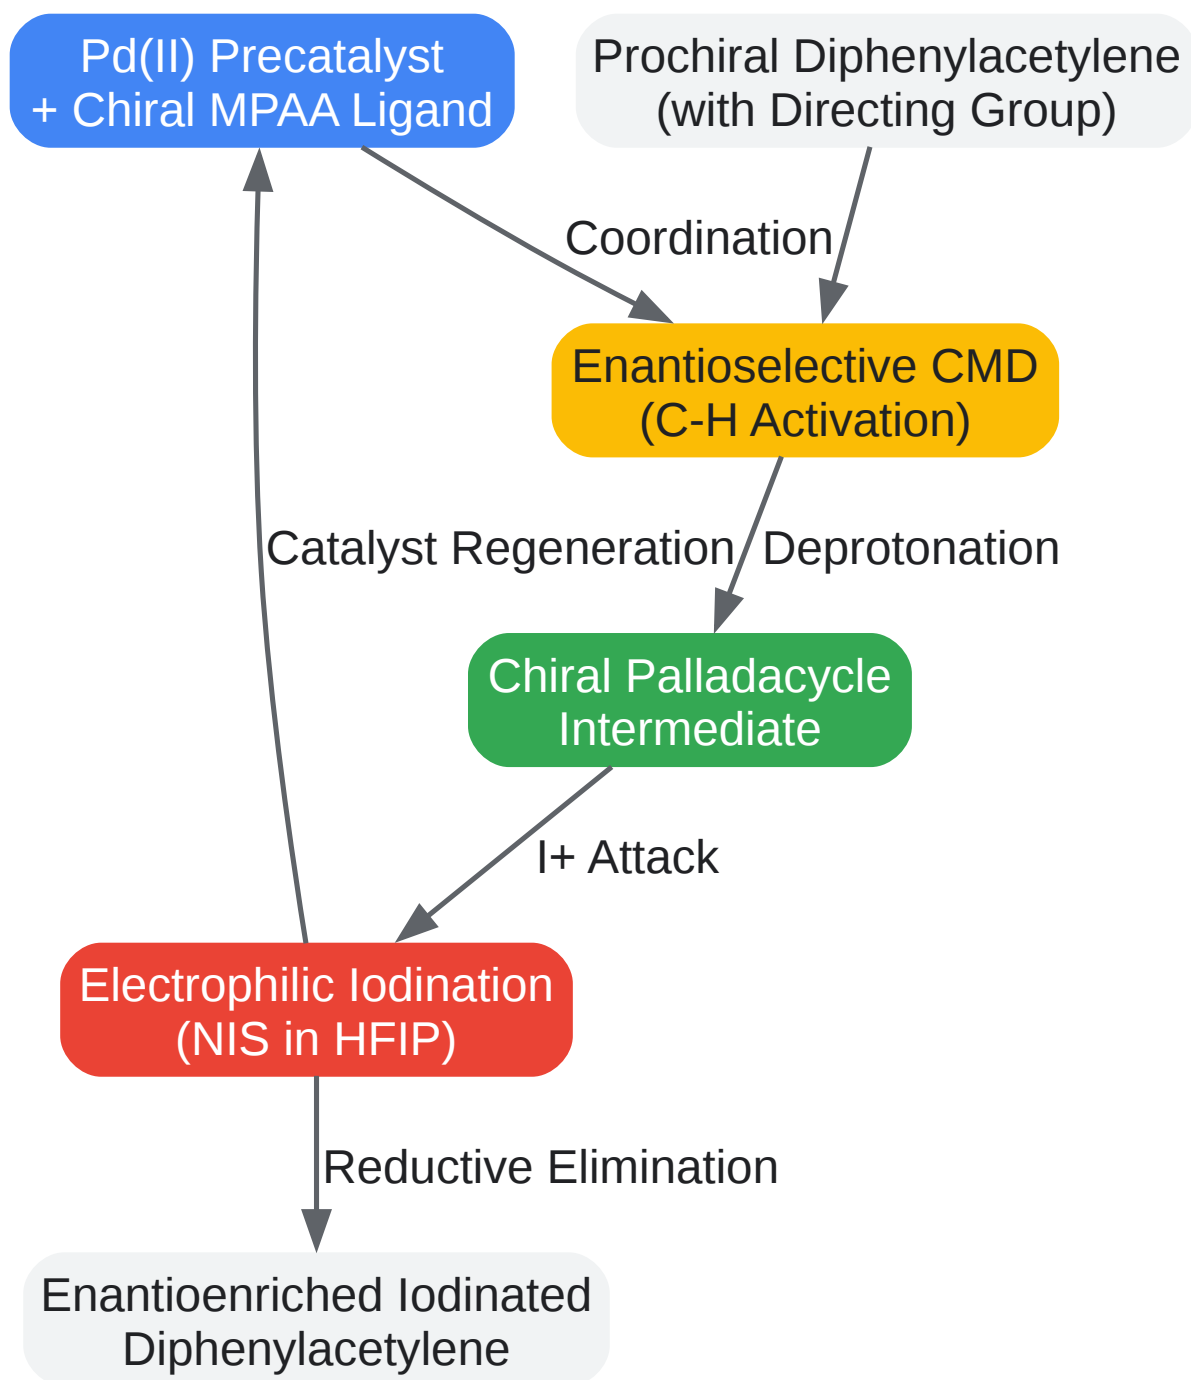 Pd(II) Precatalyst
+ Chiral MPAA Ligand
Prochiral Diphenylacetylene
(with Directing Group)
Coordination
Enantioselective CMD
(C-H Activation)
Catalyst Regeneration
Deprotonation
Chiral Palladacycle
Intermediate
I+ Attack
Electrophilic Iodination
(NIS in HFIP)
Reductive Elimination
Enantioenriched Iodinated
Diphenylacetylene